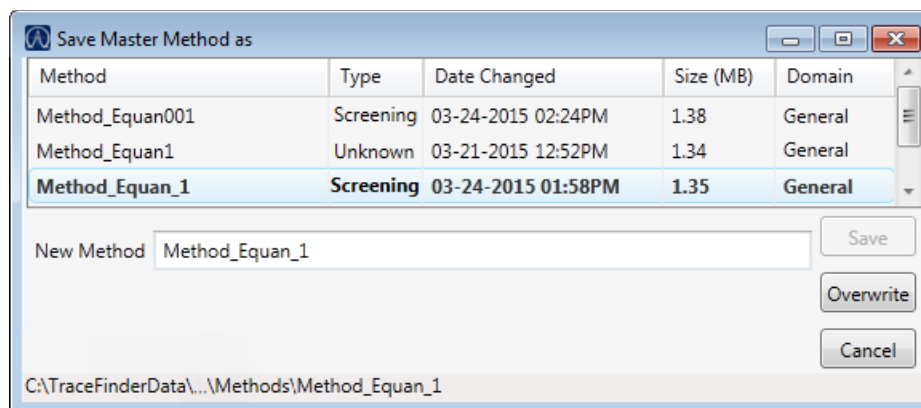 Save Master Method as
Method Type Date Changed Size (MB) Domain
Method_Equan001 Screening 03-24-2015 02:24PM 1.38 General
Method_Equan1 Unknown 03-21-2015 12:52PM 1.34 General
Method_Equan_1 Screening 03-24-2015 01:58PM 1.35 General
Save
New Method Method_Equan_1
Overwrite
Cancel
C:\TraceFinderData\...\Methods\Method_Equan_1